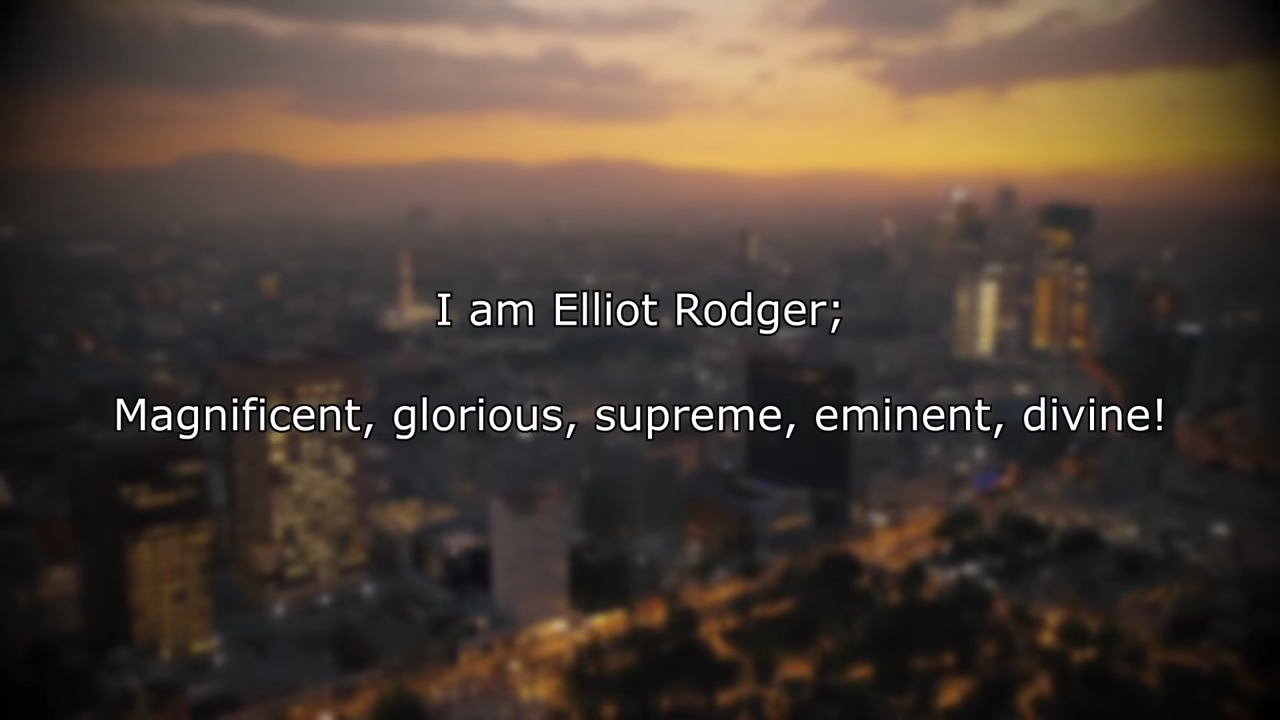 I am Elliot Rodger;
Magnificent, glorious, supreme, eminent, divine!